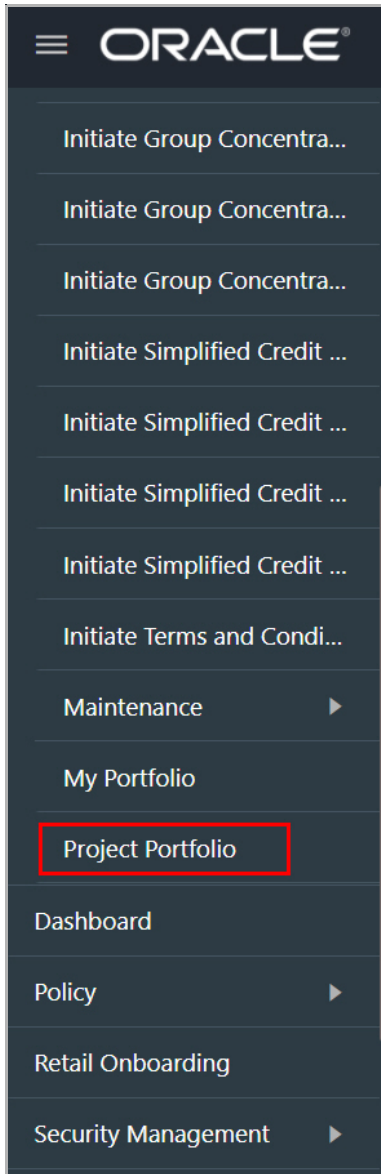 ORACLE®
Initiate Group Concentra...
Initiate Group Concentra...
Initiate Group Concentra...
Initiate Simplified Credit ...
Initiate Simplified Credit ...
Initiate Simplified Credit ...
Initiate Simplified Credit ...
Initiate Terms and Condi...
Maintenance
My Portfolio
Project Portfolio
Dashboard
Policy
Retail Onboarding
Security Management